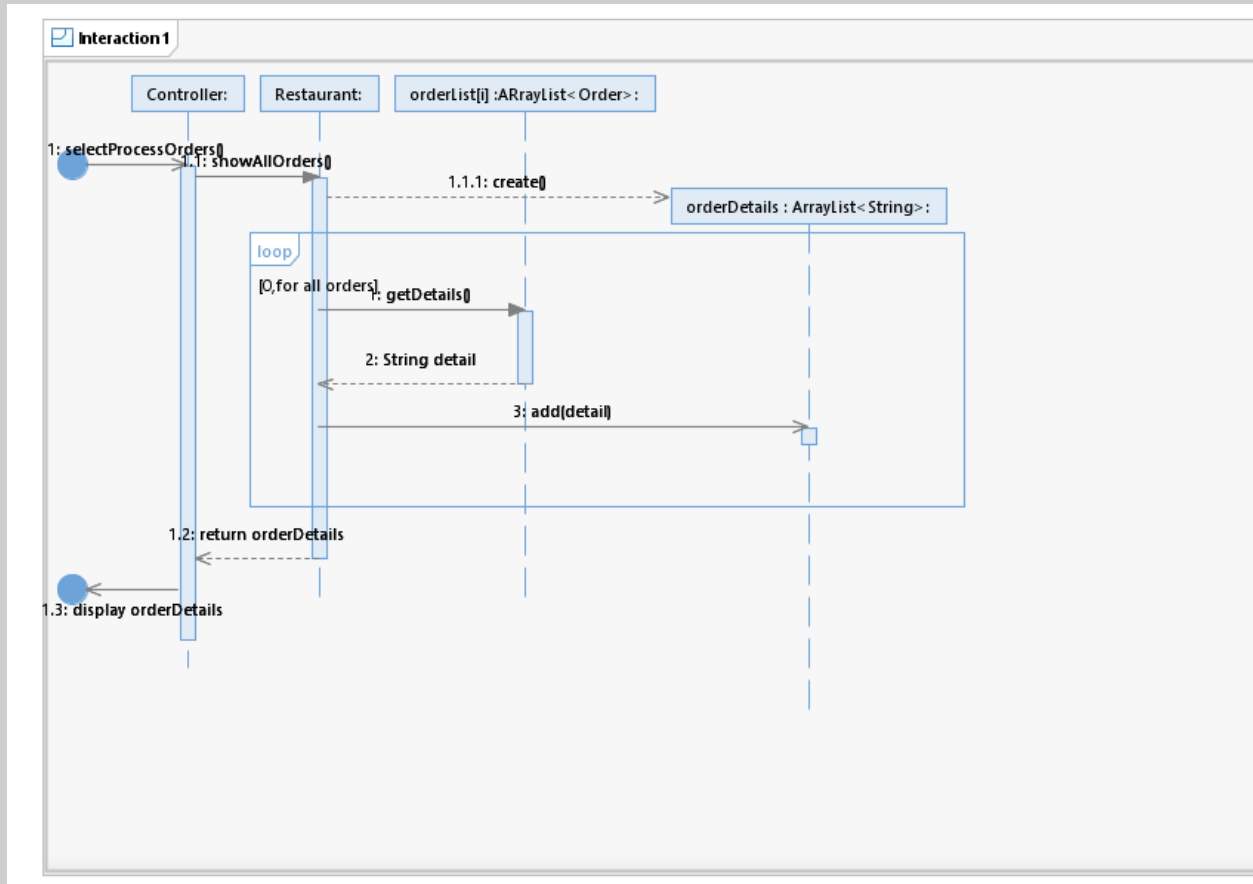 Interaction1
Controller:
Restaurant:
orderList[i] :ARrayList<Order>:
1: selectProcessOrders()
1.1: showAllOrders()
1.1.1: create()
orderDetails : ArrayList<String>:
loop
[0,for all orders]
1: getDetails()
2: String detail
3: add(detail)
1.2: return orderDetails
1.3: display orderDetails